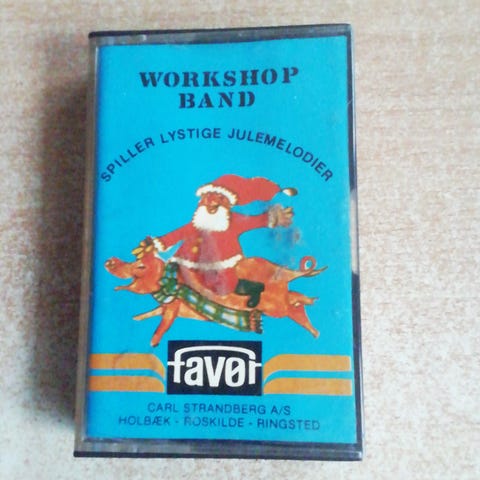 WORKSHOP
BAND
SPILLER LYSTIGE JULEMELODIER
favør
CARL STRANDBERG A/S
HOLBÆK - ROSKILDE - RINGSTED